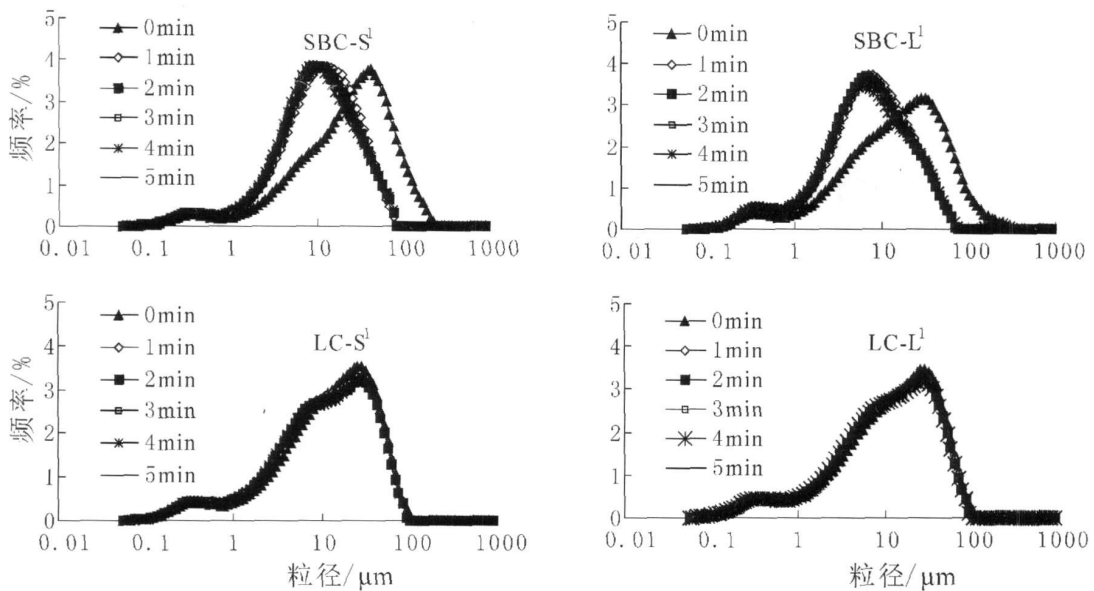 SBC-S¹
频率/%
5
4
3
2
1
0
0min
1min
2min
3min
4min
5min
0.01 0.1 1 10 100 1000
SBC-L¹
5
4
3
2
1
0
0min
1min
2min
3min
4min
5min
0.01 0.1 1 10 100 1000
LC-S¹
频率/%
5
4
3
2
1
0
0min
1min
2min
3min
4min
5min
0.01 0.1 1 10 100 1000
粒径/μm
LC-L¹
5
4
3
2
1
0
0min
1min
2min
3min
4min
5min
0.01 0.1 1 10 100 1000
粒径/μm